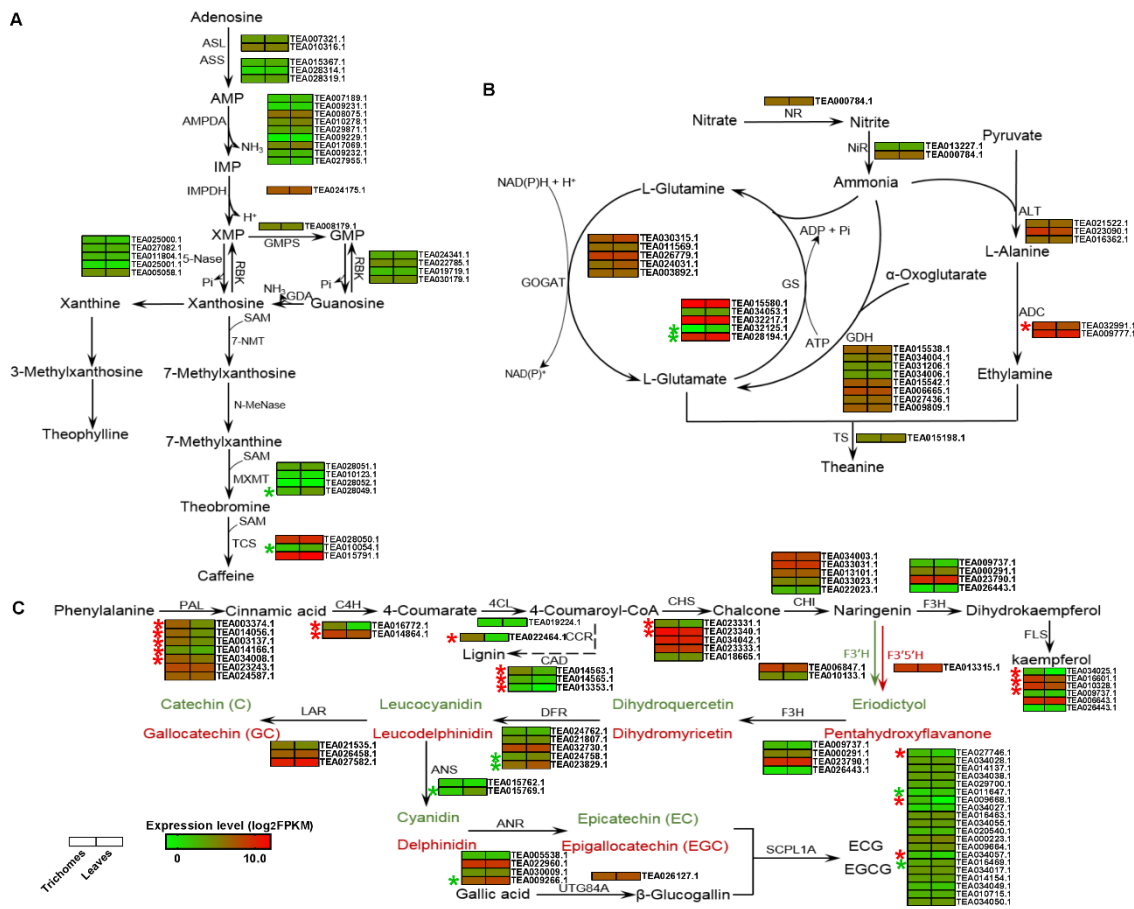 A
Adenosine
ASL
TEA007321.1
TEA010316.1
ASS
TEA015367.1
TEA028314.1
TEA028319.1
AMP
AMPDA
NH3
TEA007189.1
TEA009231.1
TEA008075.1
TEA010278.1
TEA029871.1
TEA009229.1
TEA017069.1
TEA009232.1
TEA027955.1
IMP
IMPDH
TEA024175.1
H+
XMP
TEA008179.1
GMPS
GMP
TEA025000.1
TEA027082.1
TEA011804.1
TEA025001.1
TEA005058.1
5-Nase
RBK
Pi
RBK
Pi
TEA024341.1
TEA022785.1
TEA019719.1
TEA030179.1
NH3
GDA
Xanthine
Xanthosine
Guanosine
SAM
7-NMT
3-Methylxanthosine
7-Methylxanthosine
N-MeNase
Theophylline
7-Methylxanthine
SAM
MXMT
TEA028051.1
TEA010123.1
TEA028052.1
TEA028049.1
*
Theobromine
SAM
TCS
TEA028050.1
TEA010054.1
TEA015791.1
*
Caffeine
B
TEA000784.1
Nitrate
NR
Nitrite
Pyruvate
NiR
TEA013227.1
TEA000784.1
NAD(P)H + H+
L-Glutamine
Ammonia
ADP + Pi
ALT
TEA021522.1
TEA023090.1
TEA016362.1
TEA030315.1
TEA011569.1
TEA026779.1
TEA024031.1
TEA003892.1
L-Alanine
GOGAT
GS
α-Oxoglutarate
TEA015580.1
TEA034053.1
TEA032217.1
TEA032125.1
TEA028194.1
*
*
ADC
TEA032991.1
TEA009777.1
*
ATP
GDH
TEA015538.1
TEA034004.1
TEA031206.1
TEA034006.1
TEA015542.1
TEA006665.1
TEA027436.1
TEA009809.1
NAD(P)+
L-Glutamate
Ethylamine
TS
TEA015198.1
Theanine
C
Phenylalanine
PAL
Cinnamic acid
C4H
4-Coumarate
4CL
4-Coumaroyl-CoA
CHS
Chalcone
CHI
Naringenin
F3H
Dihydrokaempferol
TEA003374.1
TEA014056.1
TEA003137.1
TEA014166.1
TEA034008.1
TEA023243.1
TEA024587.1
TEA016772.1
TEA014864.1
TEA019224.1
TEA022464.1
CCR
Lignin
CAD
TEA014563.1
TEA014565.1
TEA013353.1
TEA023331.1
TEA023340.1
TEA034042.1
TEA023333.1
TEA018665.1
TEA034003.1
TEA033031.1
TEA013101.1
TEA033023.1
TEA022023.1
TEA009737.1
TEA000291.1
TEA023790.1
TEA026443.1
FLS
kaempferol
TEA034025.1
TEA016601.1
TEA010328.1
TEA009737.1
TEA006643.1
TEA026443.1
F3'H
F3'5'H
TEA006847.1
TEA010133.1
TEA013315.1
Catechin (C)
Leucocyanidin
Dihydroquercetin
Eriodictyol
LAR
DFR
F3H
Gallocatechin (GC)
Leucodelphinidin
Dihydromyricetin
Pentahydroxyflavanone
TEA021535.1
TEA026458.1
TEA027582.1
TEA024762.1
TEA021807.1
TEA032730.1
TEA024758.1
TEA023829.1
TEA009737.1
TEA000291.1
TEA023790.1
TEA026443.1
ANS
TEA015762.1
TEA015769.1
Cyanidin
ANR
Epicatechin (EC)
Delphinidin
Epigallocatechin (EGC)
TEA005538.1
TEA022960.1
TEA030009.1
TEA009266.1
TEA026127.1
Gallic acid
UTG84A
β-Glucogallin
SCPL1A
ECG
EGCG
TEA027746.1
TEA034028.1
TEA014137.1
TEA034038.1
TEA029700.1
TEA011647.1
TEA009668.1
TEA034027.1
TEA016463.1
TEA034055.1
TEA020540.1
TEA000223.1
TEA009664.1
TEA034057.1
TEA016469.1
TEA034017.1
TEA014154.1
TEA034049.1
TEA010715.1
TEA034050.1
Expression level (log2FPKM)
0 10.0
Trichomes
Leaves